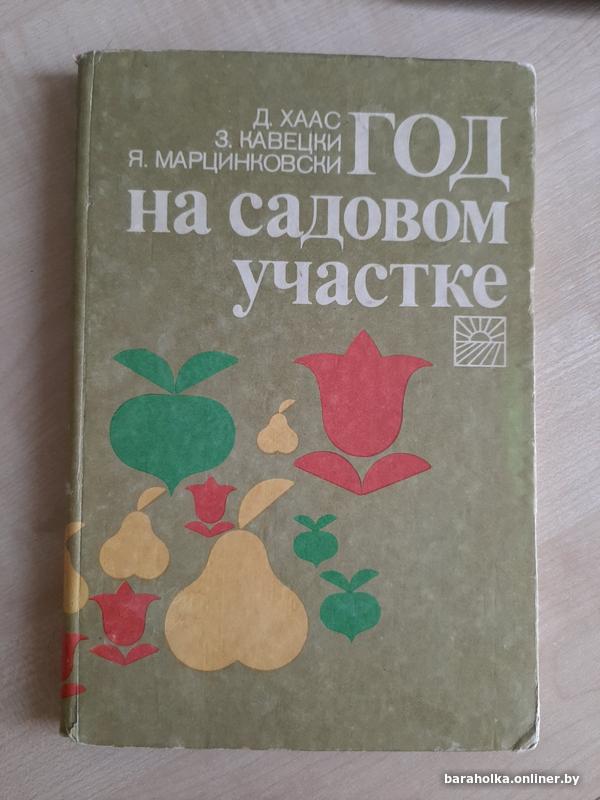 Д. ХААС
З. КАВЕЦКИ
Я. МАРЦИНКОВСКИ
ГОД
на садовом
участке
baraholka.onliner.by